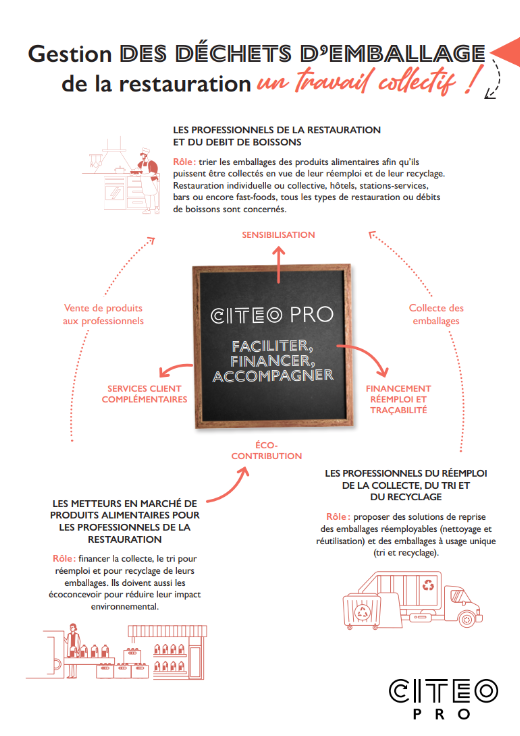 Gestion DES DÉCHETS D'EMBALLAGE
de la restauration un travail collectif !
LES PROFESSIONNELS DE LA RESTAURATION
ET DU DEBIT DE BOISSONS
Rôle : trier les emballages des produits alimentaires afin qu'ils
puissent être collectés en vue de leur réemploi et de leur recyclage.
Restauration individuelle ou collective, hôtels, stations-services,
bars ou encore fast-foods, tous les types de restauration ou débits
de boissons sont concernés.
SENSIBILISATION
Vente de produits
aux professionnels
CITEO PRO
FACILITER,
FINANCER,
ACCOMPAGNER
Collecte des
emballages
SERVICES CLIENT
COMPLÉMENTAIRES
FINANCEMENT
RÉEMPLOI ET
TRAÇABILITÉ
ÉCO-
CONTRIBUTION
LES METTEURS EN MARCHÉ DE
PRODUITS ALIMENTAIRES POUR
LES PROFESSIONNELS DE LA
RESTAURATION
Rôle : financer la collecte, le tri pour
réemploi et pour recyclage de leurs
emballages. Ils doivent aussi les
écoconcevoir pour réduire leur impact
environnemental.
LES PROFESSIONNELS DU RÉEMPLOI
DE LA COLLECTE, DU TRI ET
DU RECYCLAGE
Rôle : proposer des solutions de reprise
des emballages réemployables (nettoyage et
réutilisation) et des emballages à usage unique
(tri et recyclage).
CITEO
PRO